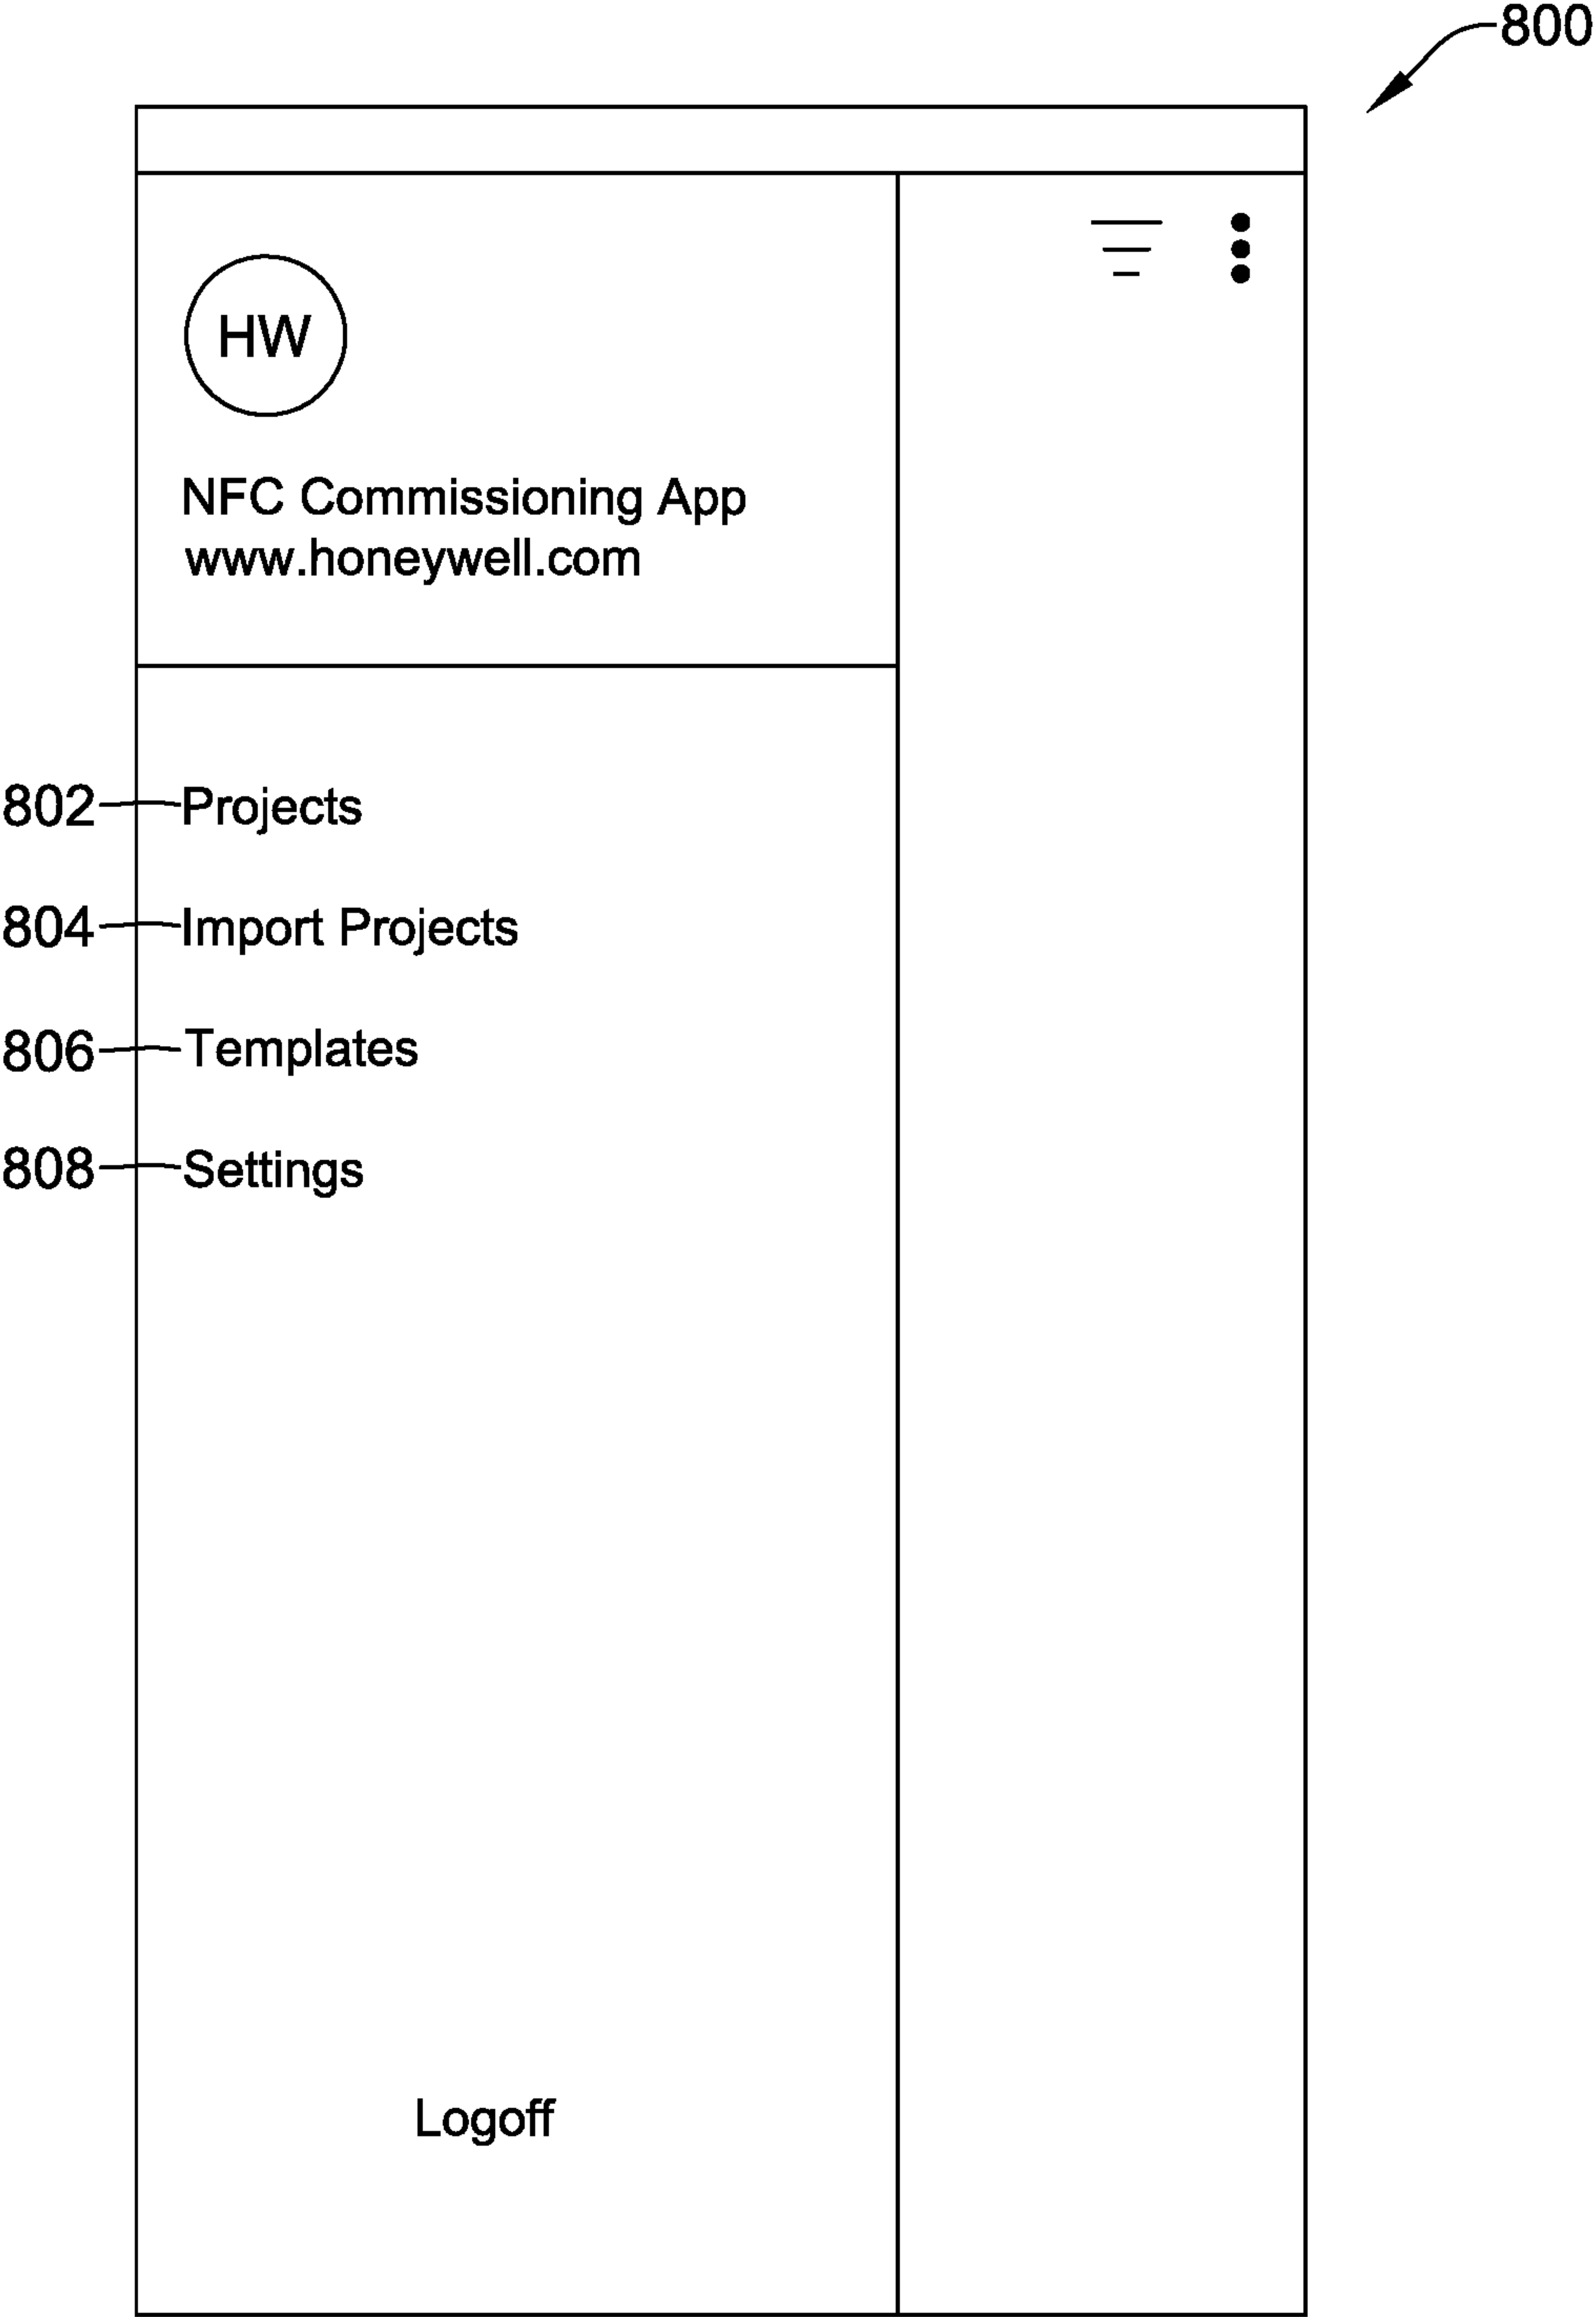 800
HW
NFC Commissioning App
www.honeywell.com
802 Projects
804 Import Projects
806 Templates
808 Settings
Logoff